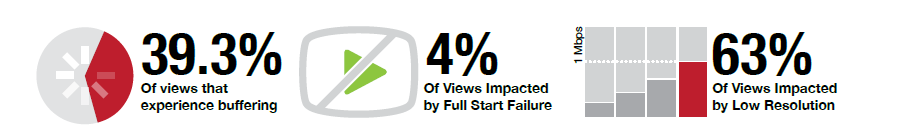 39.3%
Of views that
experience buffering
4%
Of Views Impacted
by Full Start Failure
1 Mbps
63%
Of Views Impacted
by Low Resolution